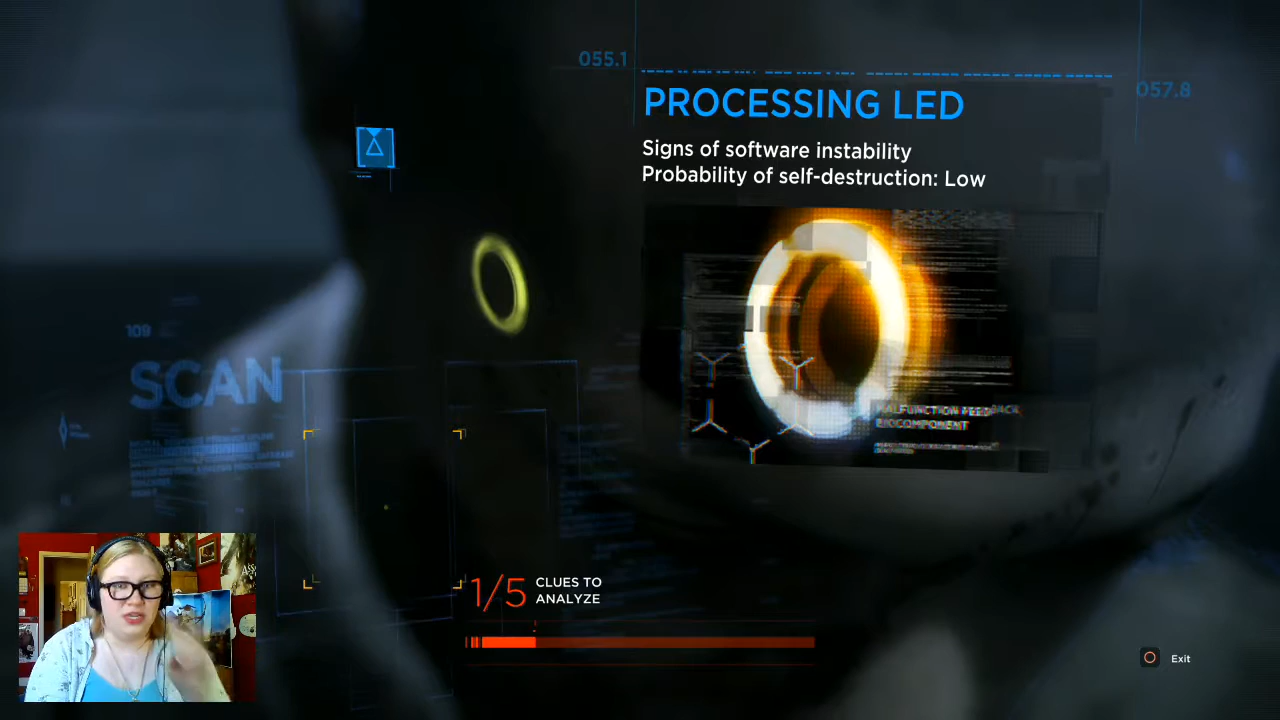 055.1
057.8
PROCESSING LED
Signs of software instability
Probability of self-destruction: Low
109
SCAN
MALFUNCTION FEEDBACK
BIOCOMPONENT
1/5
CLUES TO
ANALYZE
Exit